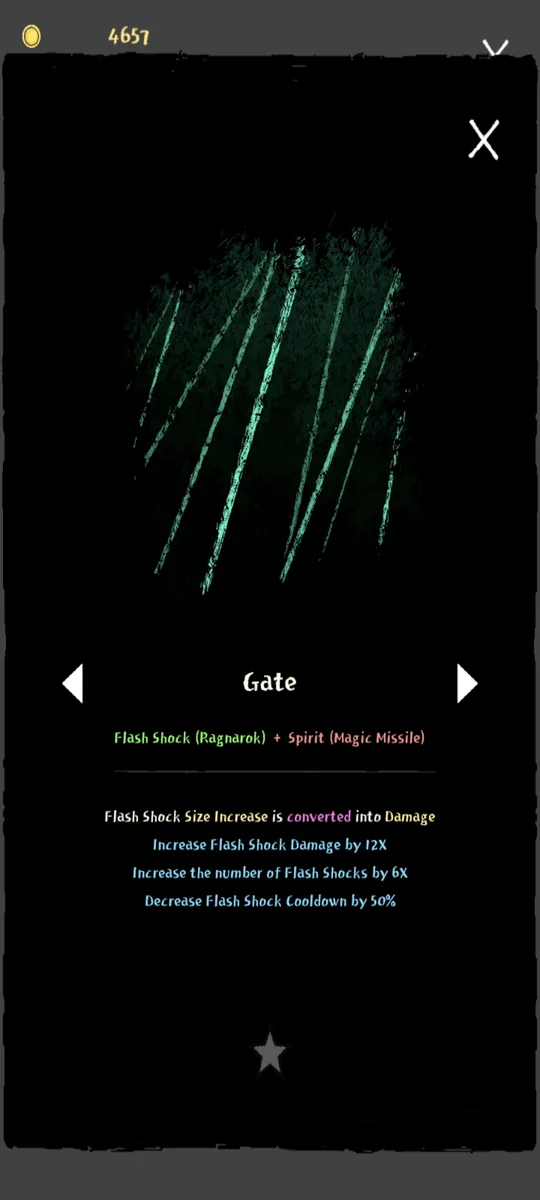 4657
X
Gate
Flash Shock (Ragnarok) + Spirit (Magic Missile)
Flash Shock Size Increase is converted into Damage
Increase Flash Shock Damage by 12X
Increase the number of Flash Shocks by 6X
Decrease Flash Shock Cooldown by 50%